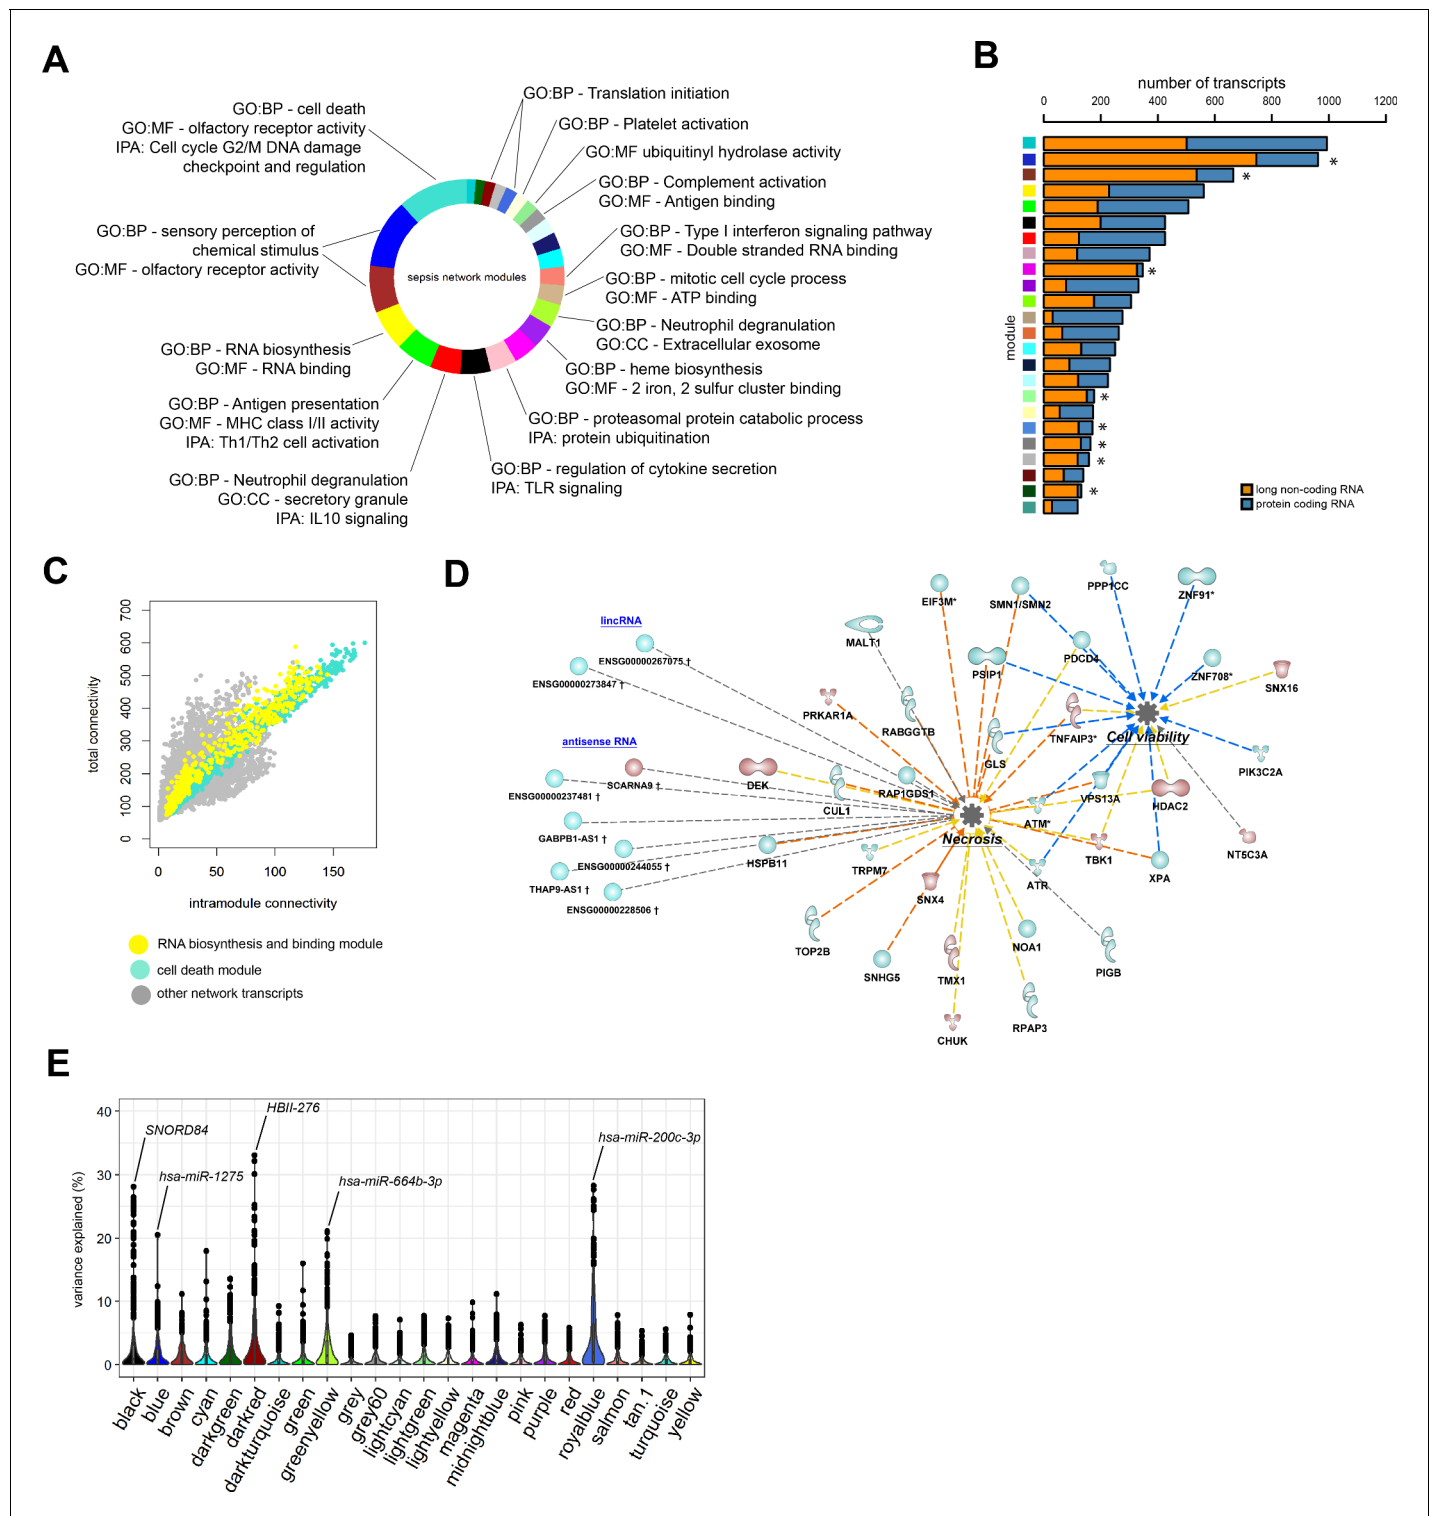 A
GO:BP - cell death
GO:MF - olfactory receptor activity
IPA: Cell cycle G2/M DNA damage
checkpoint and regulation
GO:BP - sensory perception of
chemical stimulus
GO:MF - olfactory receptor activity
GO:BP - RNA biosynthesis
GO:MF - RNA binding
GO:BP - Antigen presentation
GO:MF - MHC class I/II activity
IPA: Th1/Th2 cell activation
GO:BP - Neutrophil degranulation
GO:CC - secretory granule
IPA: IL10 signaling
sepsis network modules
GO:BP - Translation initiation
GO:BP - Platelet activation
GO:MF ubiquitinyl hydrolase activity
GO:BP - Complement activation
GO:MF - Antigen binding
GO:BP - Type I interferon signaling pathway
GO:MF - Double stranded RNA binding
GO:BP - mitotic cell cycle process
GO:MF - ATP binding
GO:BP - Neutrophil degranulation
GO:CC - Extracellular exosome
GO:BP - heme biosynthesis
GO:MF - 2 iron, 2 sulfur cluster binding
GO:BP - proteasomal protein catabolic process
IPA: protein ubiquitination
GO:BP - regulation of cytokine secretion
IPA: TLR signaling
B
number of transcripts
0 200 400 600 800 1000 1200
module
*
*
*
*
*
*
*
*
long non-coding RNA
protein coding RNA
C
total connectivity
700
600
500
400
300
200
100
0
0 50 100 150
intramodule connectivity
RNA biosynthesis and binding module
cell death module
other network transcripts
D
lincRNA
ENSG00000267075 †
ENSG00000273847 †
antisense RNA
SCARNA9 †
ENSG00000237481 †
GABPB1-AS1 †
ENSG00000244055 †
THAP9-AS1 †
ENSG00000228506 †
EIF3M*
SMN1/SMN2
PPP1CC
ZNF91*
MALT1
PSIP1
PDCD4
ZNF708*
SNX16
PRKAR1A
RABGGTB
GLS
TNFAIP3*
Cell viability
PIK3C2A
DEK
CUL1
RAP1GDS1
VPS13A
HDAC2
ATM*
Necrosis
NT5C3A
HSPB11
TRPM7
TBK1
XPA
ATR
SNX4
TOP2B
SNHG5
TMX1
NOA1
PIGB
RPAP3
CHUK
E
variance explained (%)
40
30
20
10
0
SNORD84
hsa-miR-1275
HBII-276
hsa-miR-664b-3p
hsa-miR-200c-3p
black
blue
brown
cyan
darkgreen
darkred
darkturquoise
green
greenyellow
grey
grey60
lightcyan
lightgreen
lightyellow
magenta
midnightblue
pink
purple
red
royalblue
salmon
tan.1
turquoise
yellow